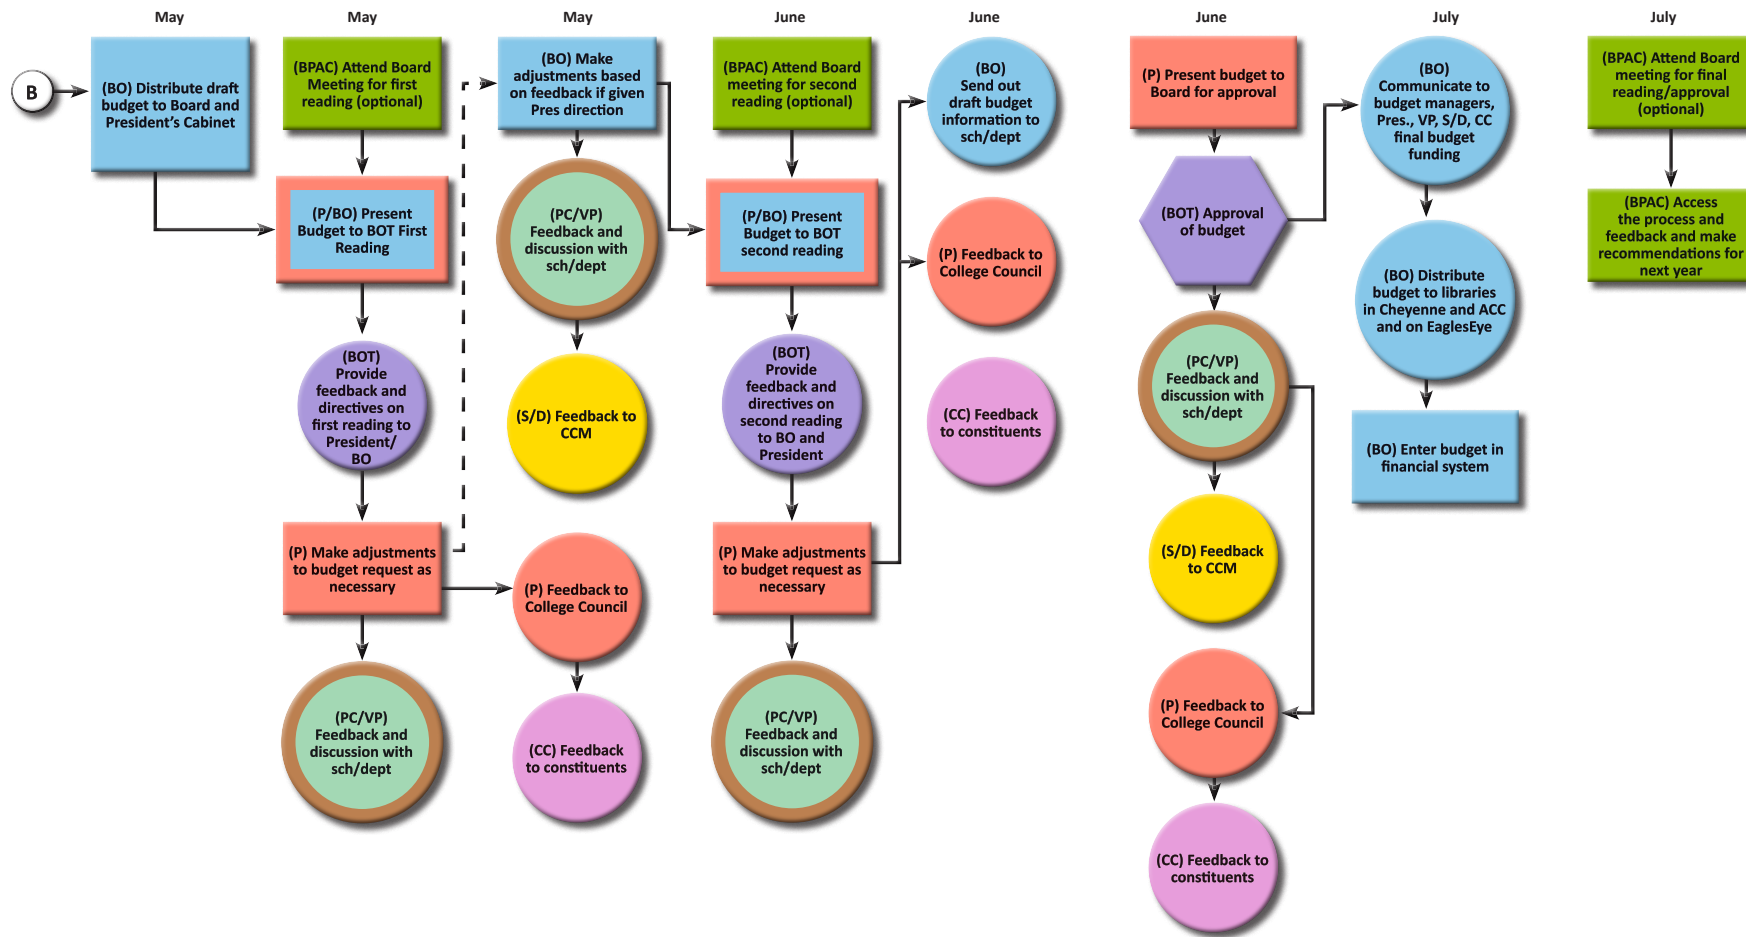 May
May
May
June
June
June
July
July
B
(BO) Distribute draft
budget to Board and
President's Cabinet
(BPAC) Attend Board
Meeting for first
reading (optional)
(P/BO) Present
Budget to BOT First
Reading
(BOT)
Provide
feedback and
directives on
first reading to
President/
BO
(P) Make adjustments
to budget request as
necessary
(PC/VP)
Feedback and
discussion with
sch/dept
(BO) Make
adjustments based
on feedback if given
Pres direction
(PC/VP)
Feedback and
discussion with
sch/dept
(S/D) Feedback to
CCM
(P) Feedback to
College Council
(CC) Feedback
to constituents
(BPAC) Attend Board
meeting for second
reading (optional)
(P/BO) Present
Budget to BOT
second reading
(BOT)
Provide
feedback and
directives on
second reading
to BO and
President
(P) Make adjustments
to budget request as
necessary
(PC/VP)
Feedback and
discussion with
sch/dept
(BO)
Send out
draft budget
information to
sch/dept
(P) Feedback to
College Council
(CC) Feedback
to constituents
(P) Present budget to
Board for approval
(BOT) Approval
of budget
(PC/VP)
Feedback and
discussion with
sch/dept
(S/D) Feedback
to CCM
(P) Feedback to
College Council
(CC) Feedback to
constituents
(BO)
Communicate to
budget managers,
Pres., VP, S/D, CC
final budget
funding
(BO) Distribute
budget to libraries
in Cheyenne and ACC
and on EaglesEye
(BO) Enter budget in
financial system
(BPAC) Attend Board
meeting for final
reading/approval
(optional)
(BPAC) Access
the process and
feedback and make
recommendations for
next year